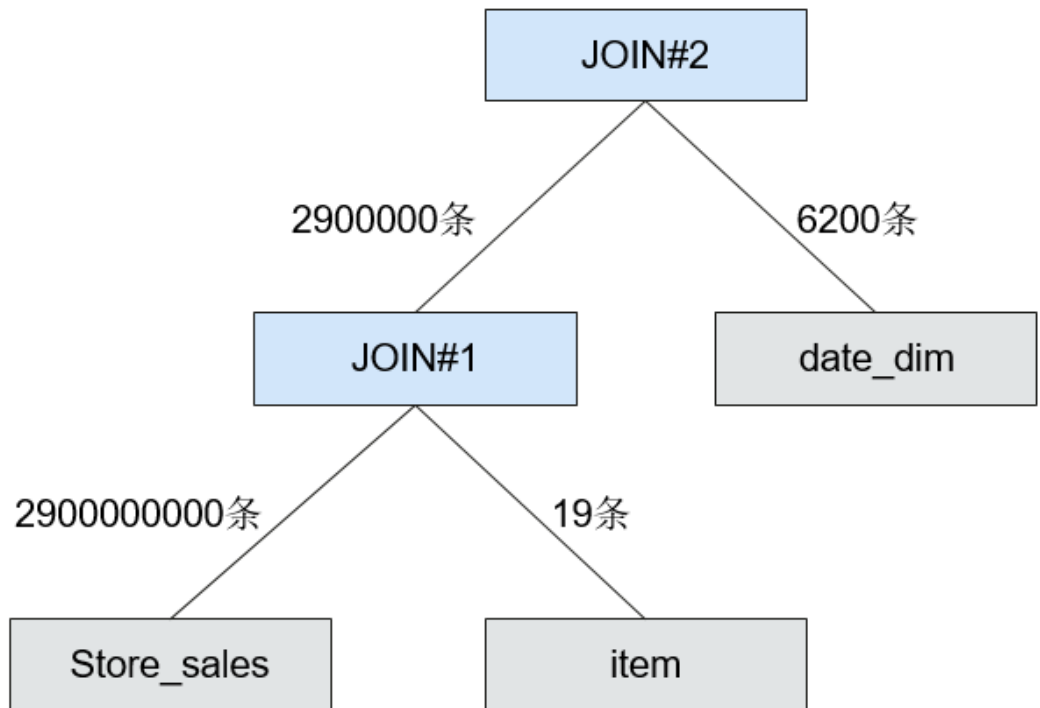 JOIN#2
2900000条
6200条
JOIN#1
date_dim
2900000000条
19条
Store_sales
item